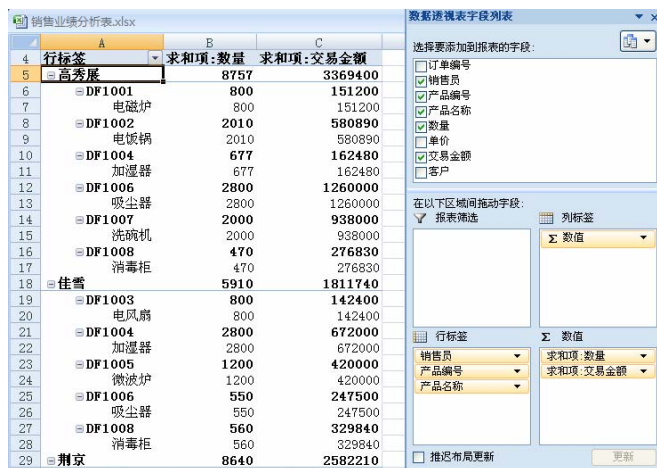 销售业绩分析表.xlsx
A B C
4 行标签 求和项:数量 求和项:交易金额
5 高秀展 8757 3369400
6 DF1001 800 151200
7 电磁炉 800 151200
8 DF1002 2010 580890
9 电饭锅 2010 580890
10 DF1004 677 162480
11 加湿器 677 162480
12 DF1006 2800 1260000
13 吸尘器 2800 1260000
14 DF1007 2000 938000
15 洗碗机 2000 938000
16 DF1008 470 276830
17 消毒柜 470 276830
18 佳雪 5910 1811740
19 DF1003 800 142400
20 电风扇 800 142400
21 DF1004 2800 672000
22 加湿器 2800 672000
23 DF1005 1200 420000
24 微波炉 1200 420000
25 DF1006 550 247500
26 吸尘器 550 247500
27 DF1008 560 329840
28 消毒柜 560 329840
29 荆京 8640 2582210
数据透视表字段列表
选择要添加到报表的字段:
订单编号
销售员
产品编号
产品名称
数量
单价
交易金额
客户
在以下区域间拖动字段:
报表筛选 列标签
Σ 数值
行标签 Σ 数值
销售员 求和项:数量
产品编号 求和项:交易金额
产品名称
推迟布局更新 更新